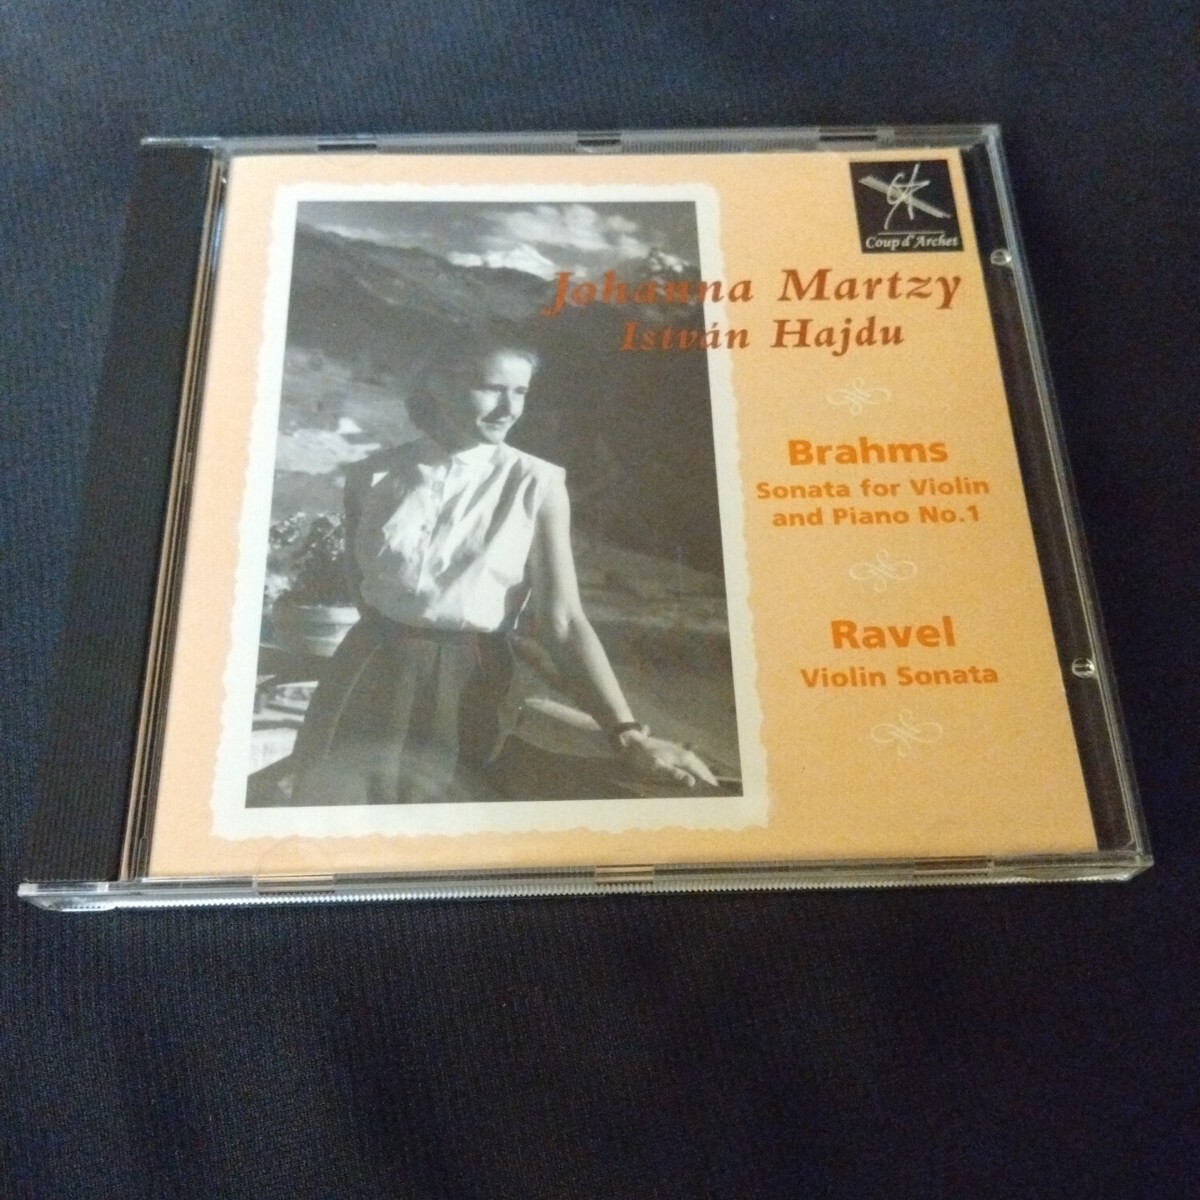 Coup d'Archet
Johanna Martzy
István Hajdu
Brahms
Sonata for Violin
and Piano No.1
Ravel
Violin Sonata